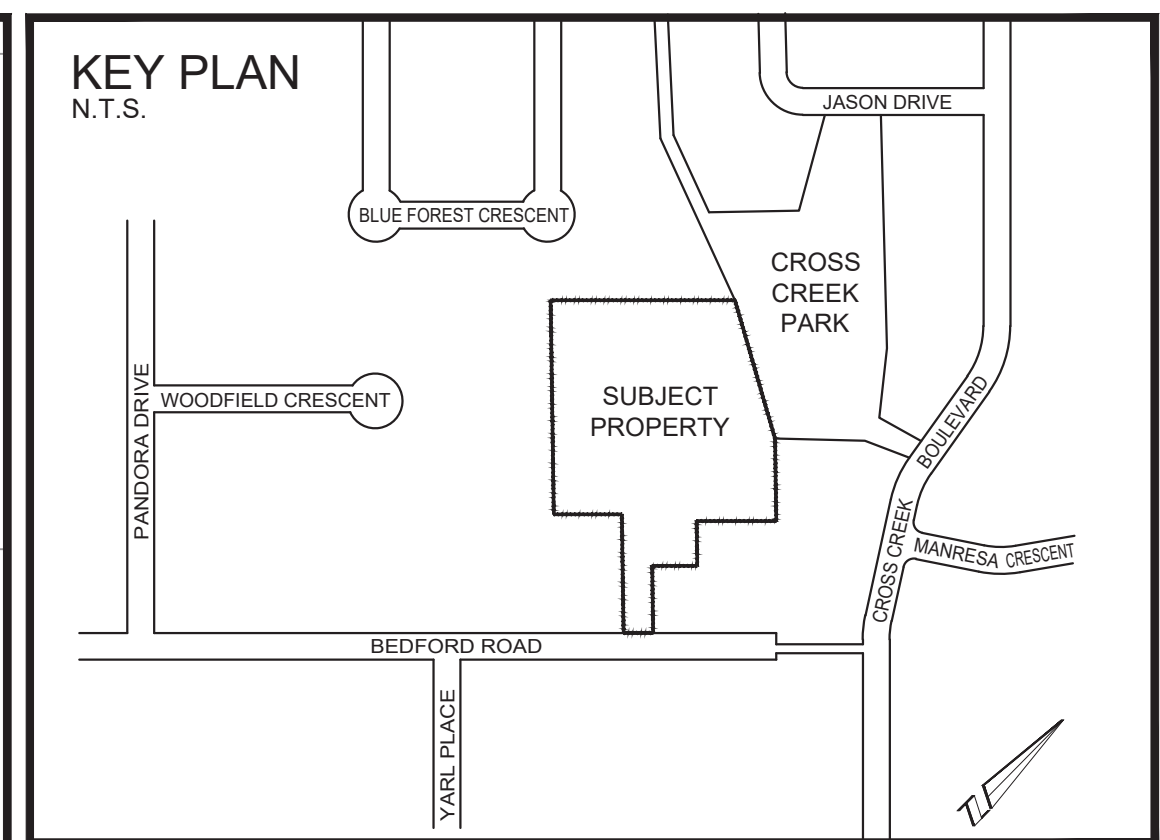 KEY PLAN
N.T.S.
JASON DRIVE
BLUE FOREST CRESCENT
CROSS
CREEK
PARK
SUBJECT
PROPERTY
WOODFIELD CRESCENT
PANDORA DRIVE
CROSS CREEK BOULEVARD
MANRESA CRESCENT
BEDFORD ROAD
YARL PLACE
N